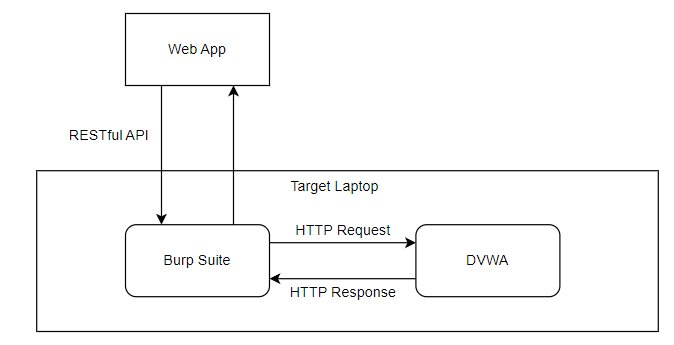 Web App
RESTful API
Target Laptop
HTTP Request
Burp Suite
DVWA
HTTP Response